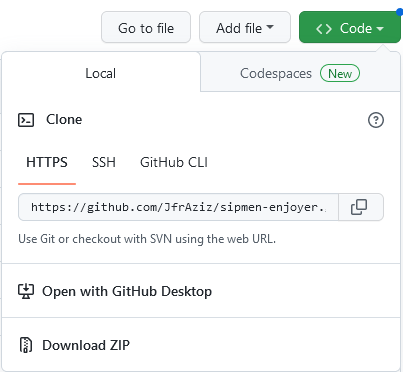 Go to file Add file Code
Local Codespaces New
Clone
HTTPS SSH GitHub CLI
https://github.com/JfrAziz/sipmen-enjoyer.
Use Git or checkout with SVN using the web URL.
Open with GitHub Desktop
Download ZIP